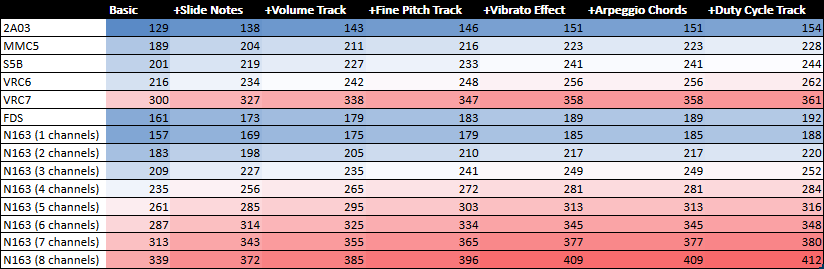 Basic +Slide Notes +Volume Track +Fine Pitch Track +Vibrato Effect +Arpeggio Chords +Duty Cycle Track
2A03 129 138 143 146 151 151 154
MMC5 189 204 211 216 223 223 228
S5B 201 219 227 233 241 241 244
VRC6 216 234 242 248 256 256 262
VRC7 300 327 338 347 358 358 361
FDS 161 173 179 183 189 189 192
N163 (1 channels) 157 169 175 179 185 185 188
N163 (2 channels) 183 198 205 210 217 217 220
N163 (3 channels) 209 227 235 241 249 249 252
N163 (4 channels) 235 256 265 272 281 281 284
N163 (5 channels) 261 285 295 303 313 313 316
N163 (6 channels) 287 314 325 334 345 345 348
N163 (7 channels) 313 343 355 365 377 377 380
N163 (8 channels) 339 372 385 396 409 409 412